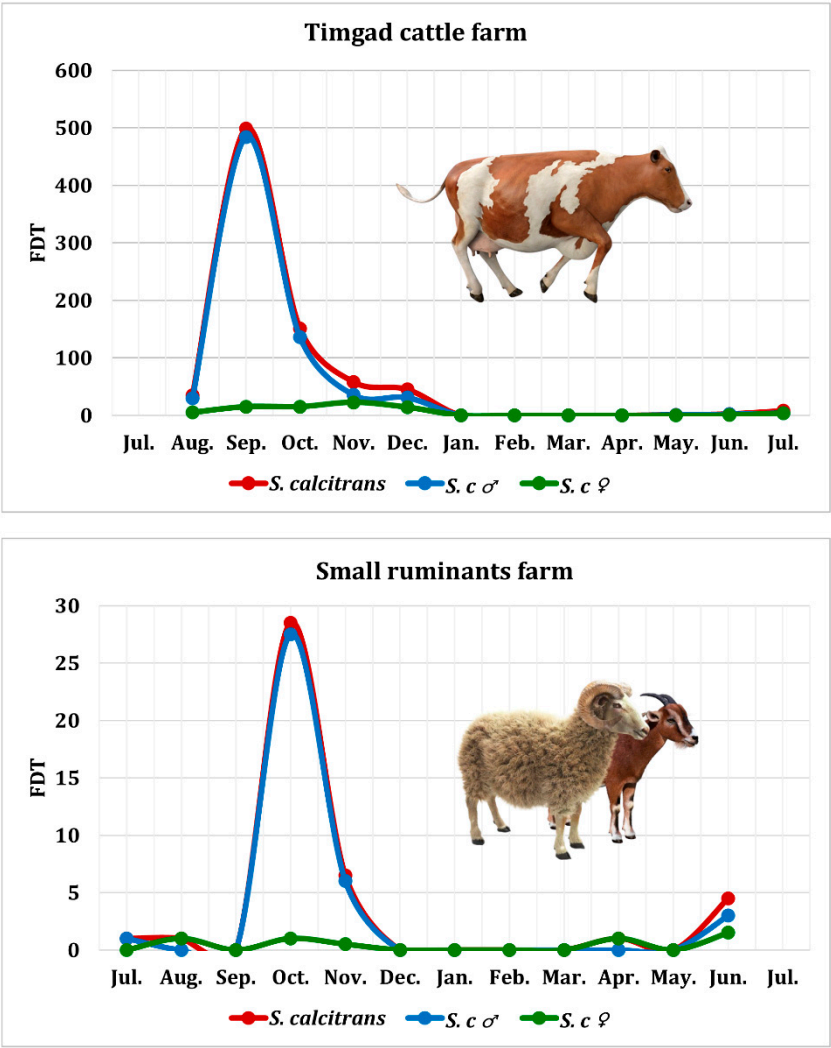 Timgad cattle farm
600
500
400
300
200
100
0
FDT
Jul. Aug. Sep. Oct. Nov. Dec. Jan. Feb. Mar. Apr. May. Jun. Jul.
S. calcitrans S. c ♂ S. c ♀
Small ruminants farm
30
25
20
15
10
5
0
FDT
Jul. Aug. Sep. Oct. Nov. Dec. Jan. Feb. Mar. Apr. May. Jun. Jul.
S. calcitrans S. c ♂ S. c ♀